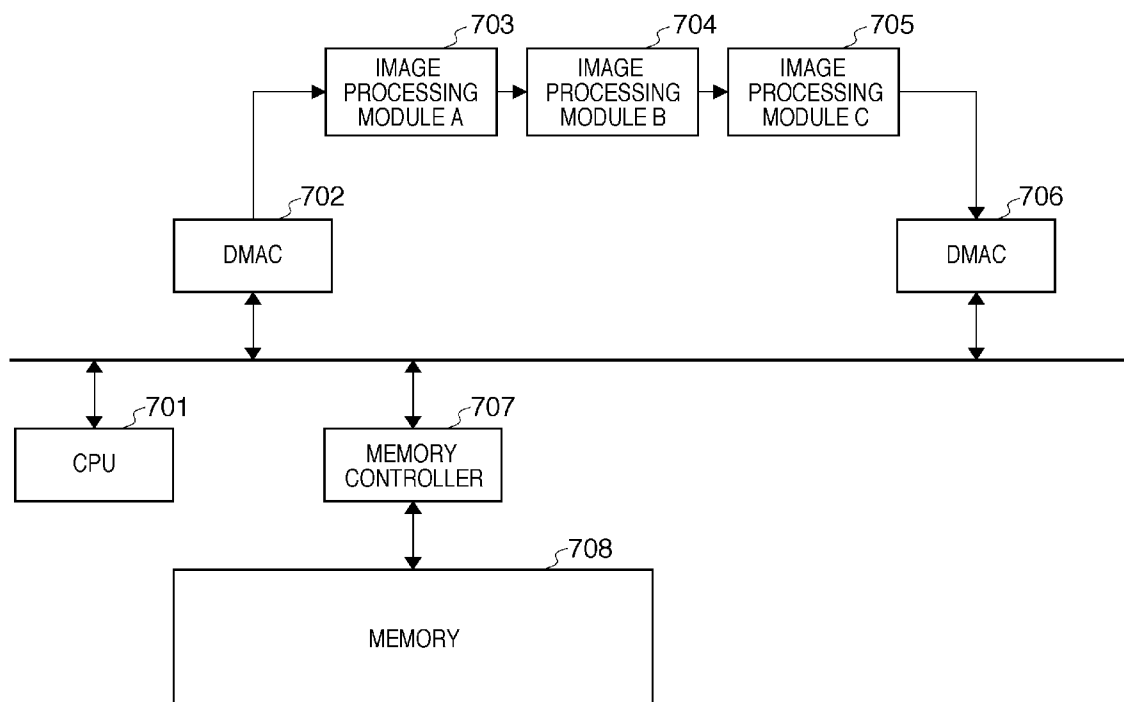 703
704
705
IMAGE
PROCESSING
MODULE A
IMAGE
PROCESSING
MODULE B
IMAGE
PROCESSING
MODULE C
702
706
DMAC
DMAC
701
707
CPU
MEMORY
CONTROLLER
708
MEMORY